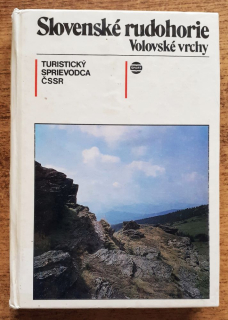 Slovenské rudohorie
Volovské vrchy
TURISTICKÝ
SPRIEVODCA
ČSSR